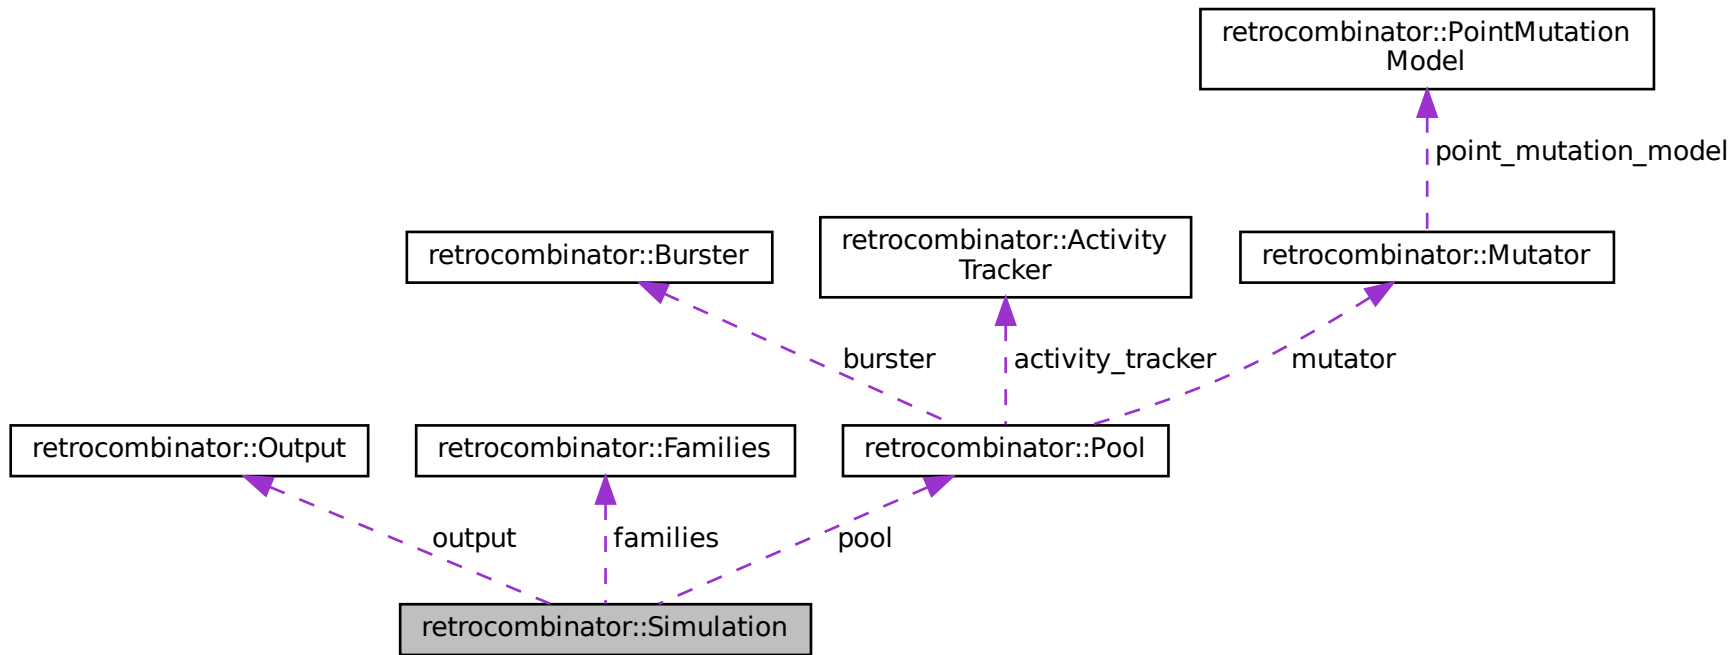 retrocombinator::PointMutation
Model
point_mutation_model
retrocombinator::Burster
retrocombinator::Activity
Tracker
retrocombinator::Mutator
burster
activity_tracker
mutator
retrocombinator::Output
retrocombinator::Families
retrocombinator::Pool
output
families
pool
retrocombinator::Simulation